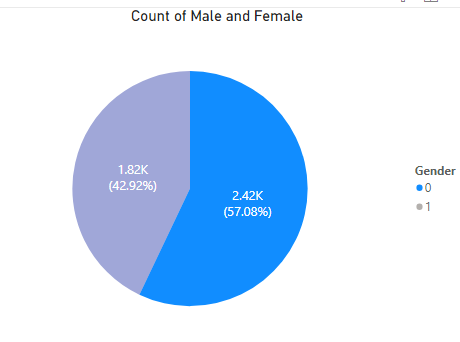 Count of Male and Female
1.82K
(42.92%)
2.42K
(57.08%)
Gender
0
1